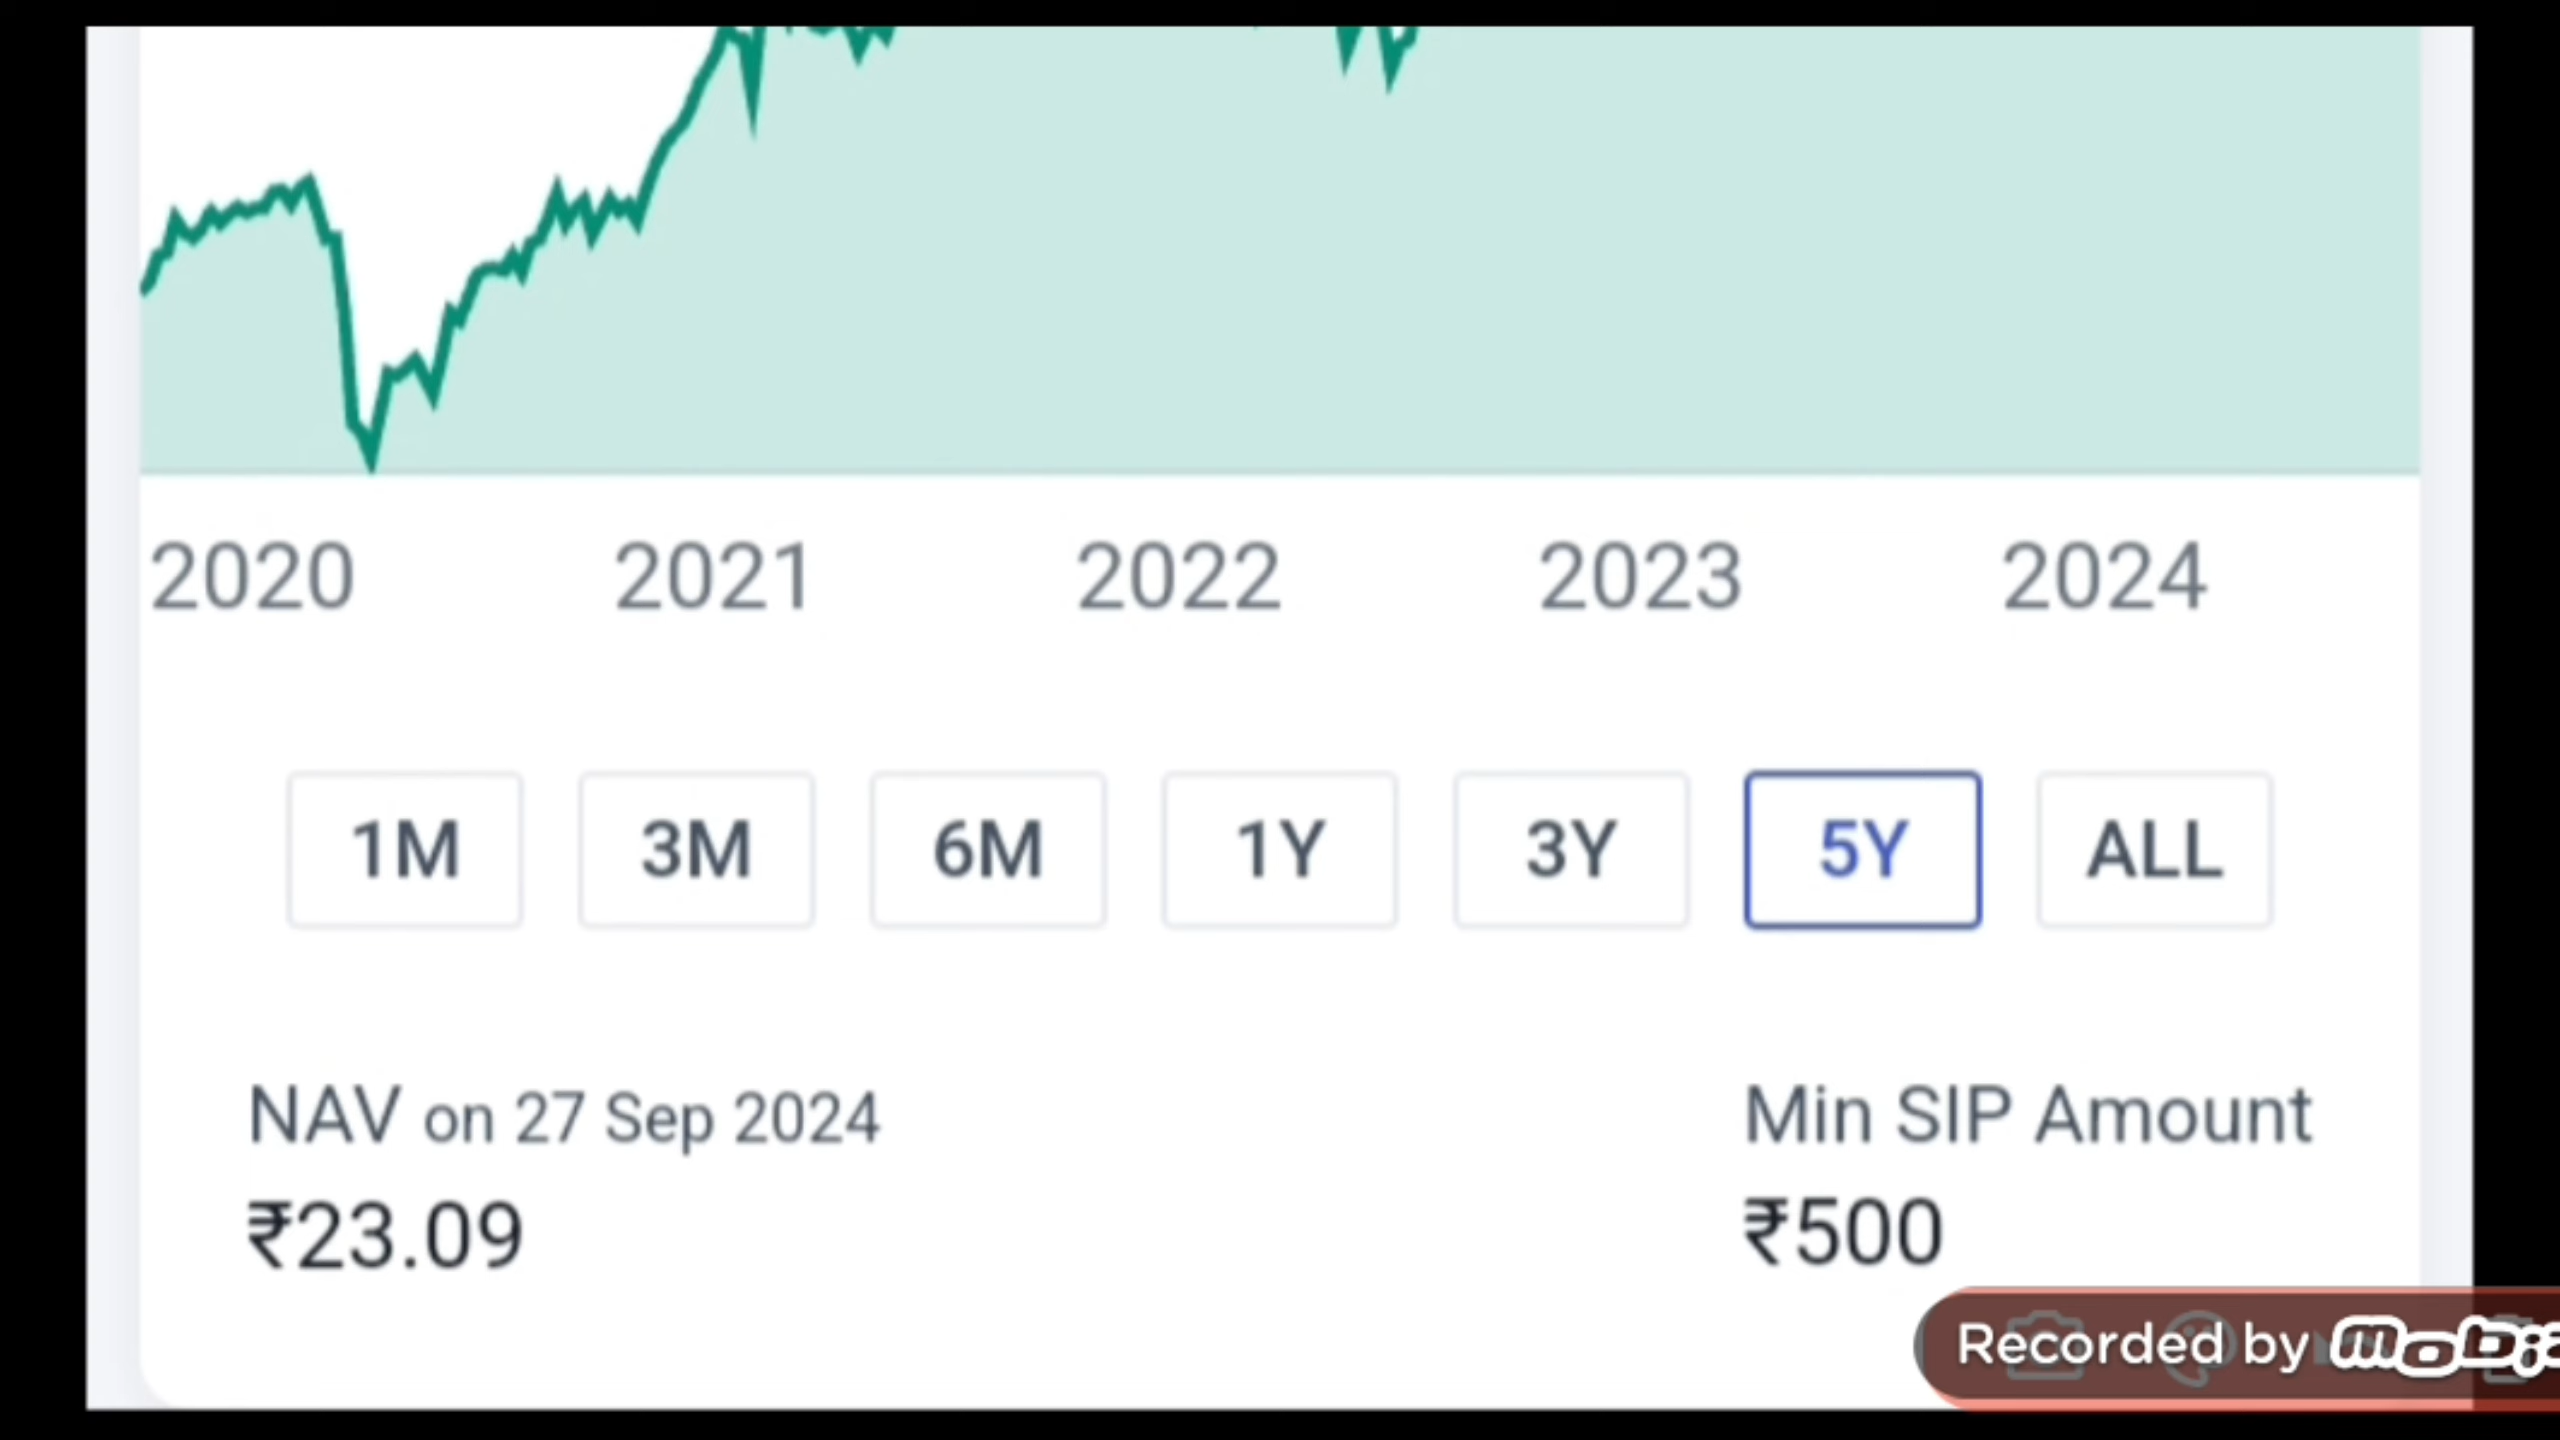 2020 2021 2022 2023 2024
1M 3M 6M 1Y 3Y 5Y ALL
NAV on 27 Sep 2024
₹23.09
Min SIP Amount
₹500
Recorded by